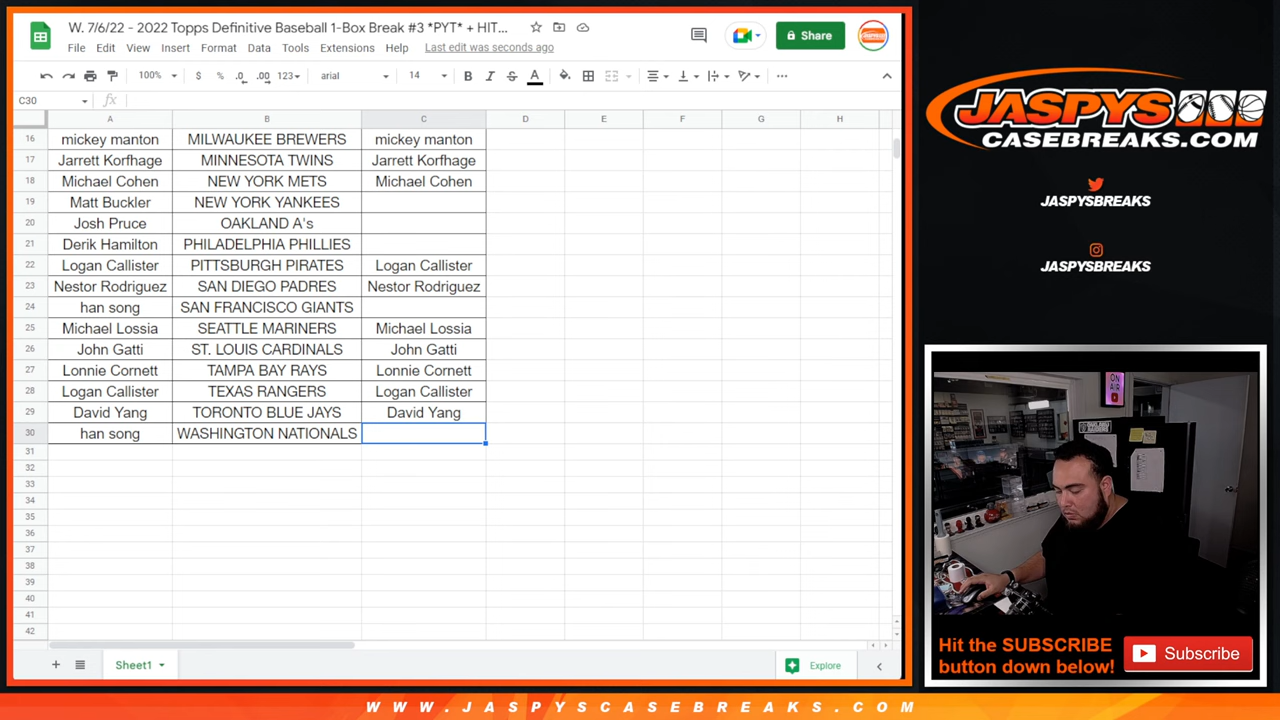 W. 7/6/22 - 2022 Topps Definitive Baseball 1-Box Break #3 *PYT* + HIT...
Share
File Edit View Insert Format Data Tools Extensions Help Last edit was seconds ago
100% $ % .0 .00 123 arial 14 B I S A
C30 fx
A B C D E F G H
16 mickey manton MILWAUKEE BREWERS mickey manton
17 Jarrett Korfhage MINNESOTA TWINS Jarrett Korfhage
18 Michael Cohen NEW YORK METS Michael Cohen
19 Matt Buckler NEW YORK YANKEES
20 Josh Pruce OAKLAND A's
21 Derik Hamilton PHILADELPHIA PHILLIES
22 Logan Callister PITTSBURGH PIRATES Logan Callister
23 Nestor Rodriguez SAN DIEGO PADRES Nestor Rodriguez
24 han song SAN FRANCISCO GIANTS
25 Michael Lossia SEATTLE MARINERS Michael Lossia
26 John Gatti ST. LOUIS CARDINALS John Gatti
27 Lonnie Cornett TAMPA BAY RAYS Lonnie Cornett
28 Logan Callister TEXAS RANGERS Logan Callister
29 David Yang TORONTO BLUE JAYS David Yang
30 han song WASHINGTON NATIONALS
31
32
33
34
35
36
37
38
39
40
41
42
Sheet1
Explore
JASPYS
CASEBREAKS.COM
JASPYSBREAKS
JASPYSBREAKS
ON
AIR
Hit the SUBSCRIBE
button down below!
Subscribe
WWW.JASPYSCASEBREAKS.COM